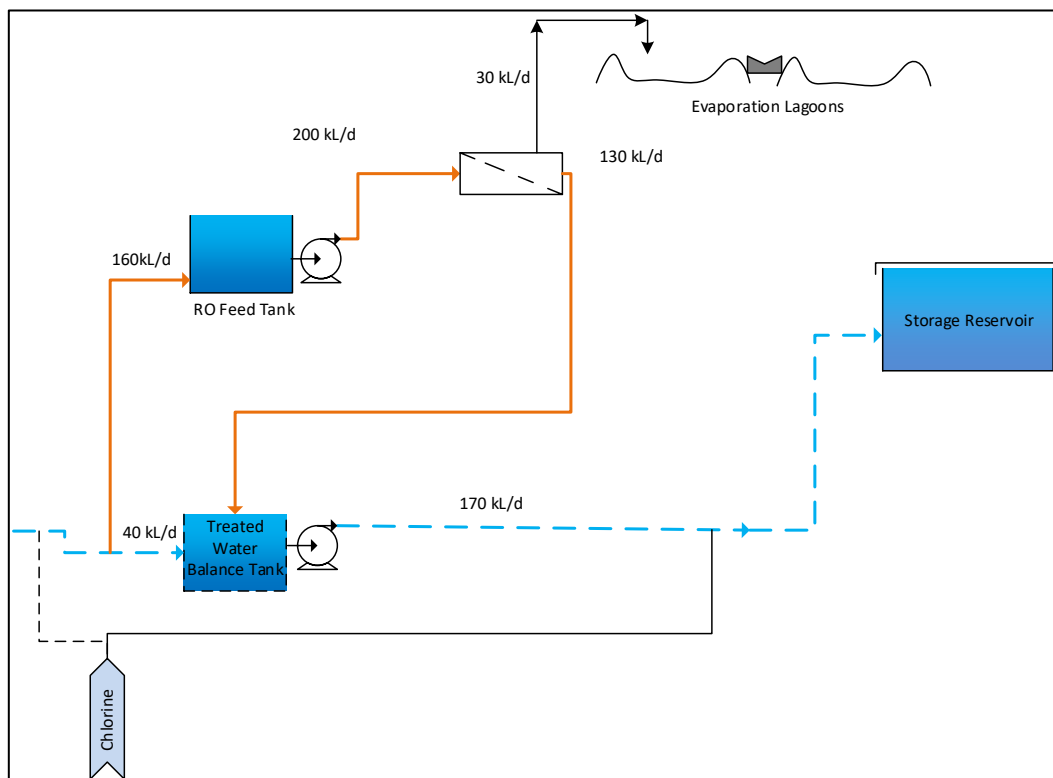 30 kL/d
Evaporation Lagoons
200 kL/d
130 kL/d
160kL/d
RO Feed Tank
Storage Reservoir
40 kL/d
Treated
Water
Balance Tank
170 kL/d
Chlorine